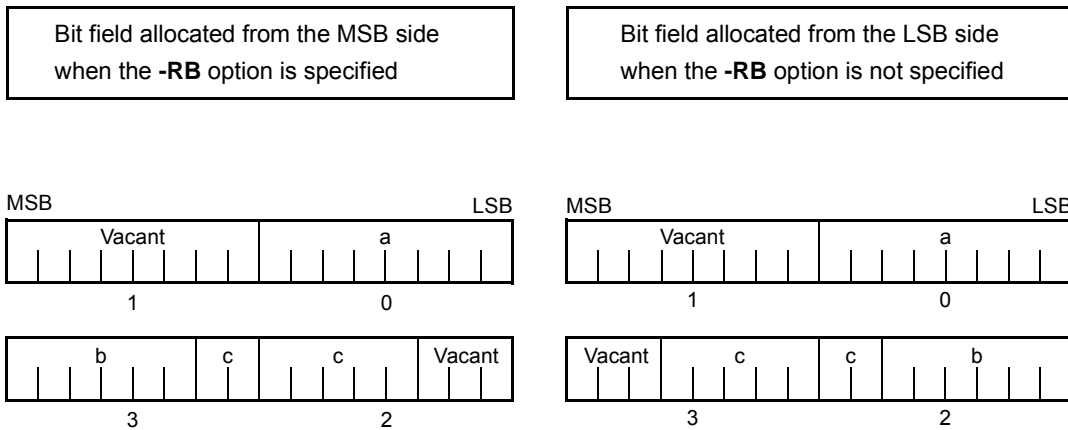 Bit field allocated from the MSB side
when the -RB option is specified
Bit field allocated from the LSB side
when the -RB option is not specified
MSB LSB
Vacant a
1 0
b c c Vacant
3 2
MSB LSB
Vacant a
1 0
Vacant c c b
3 2